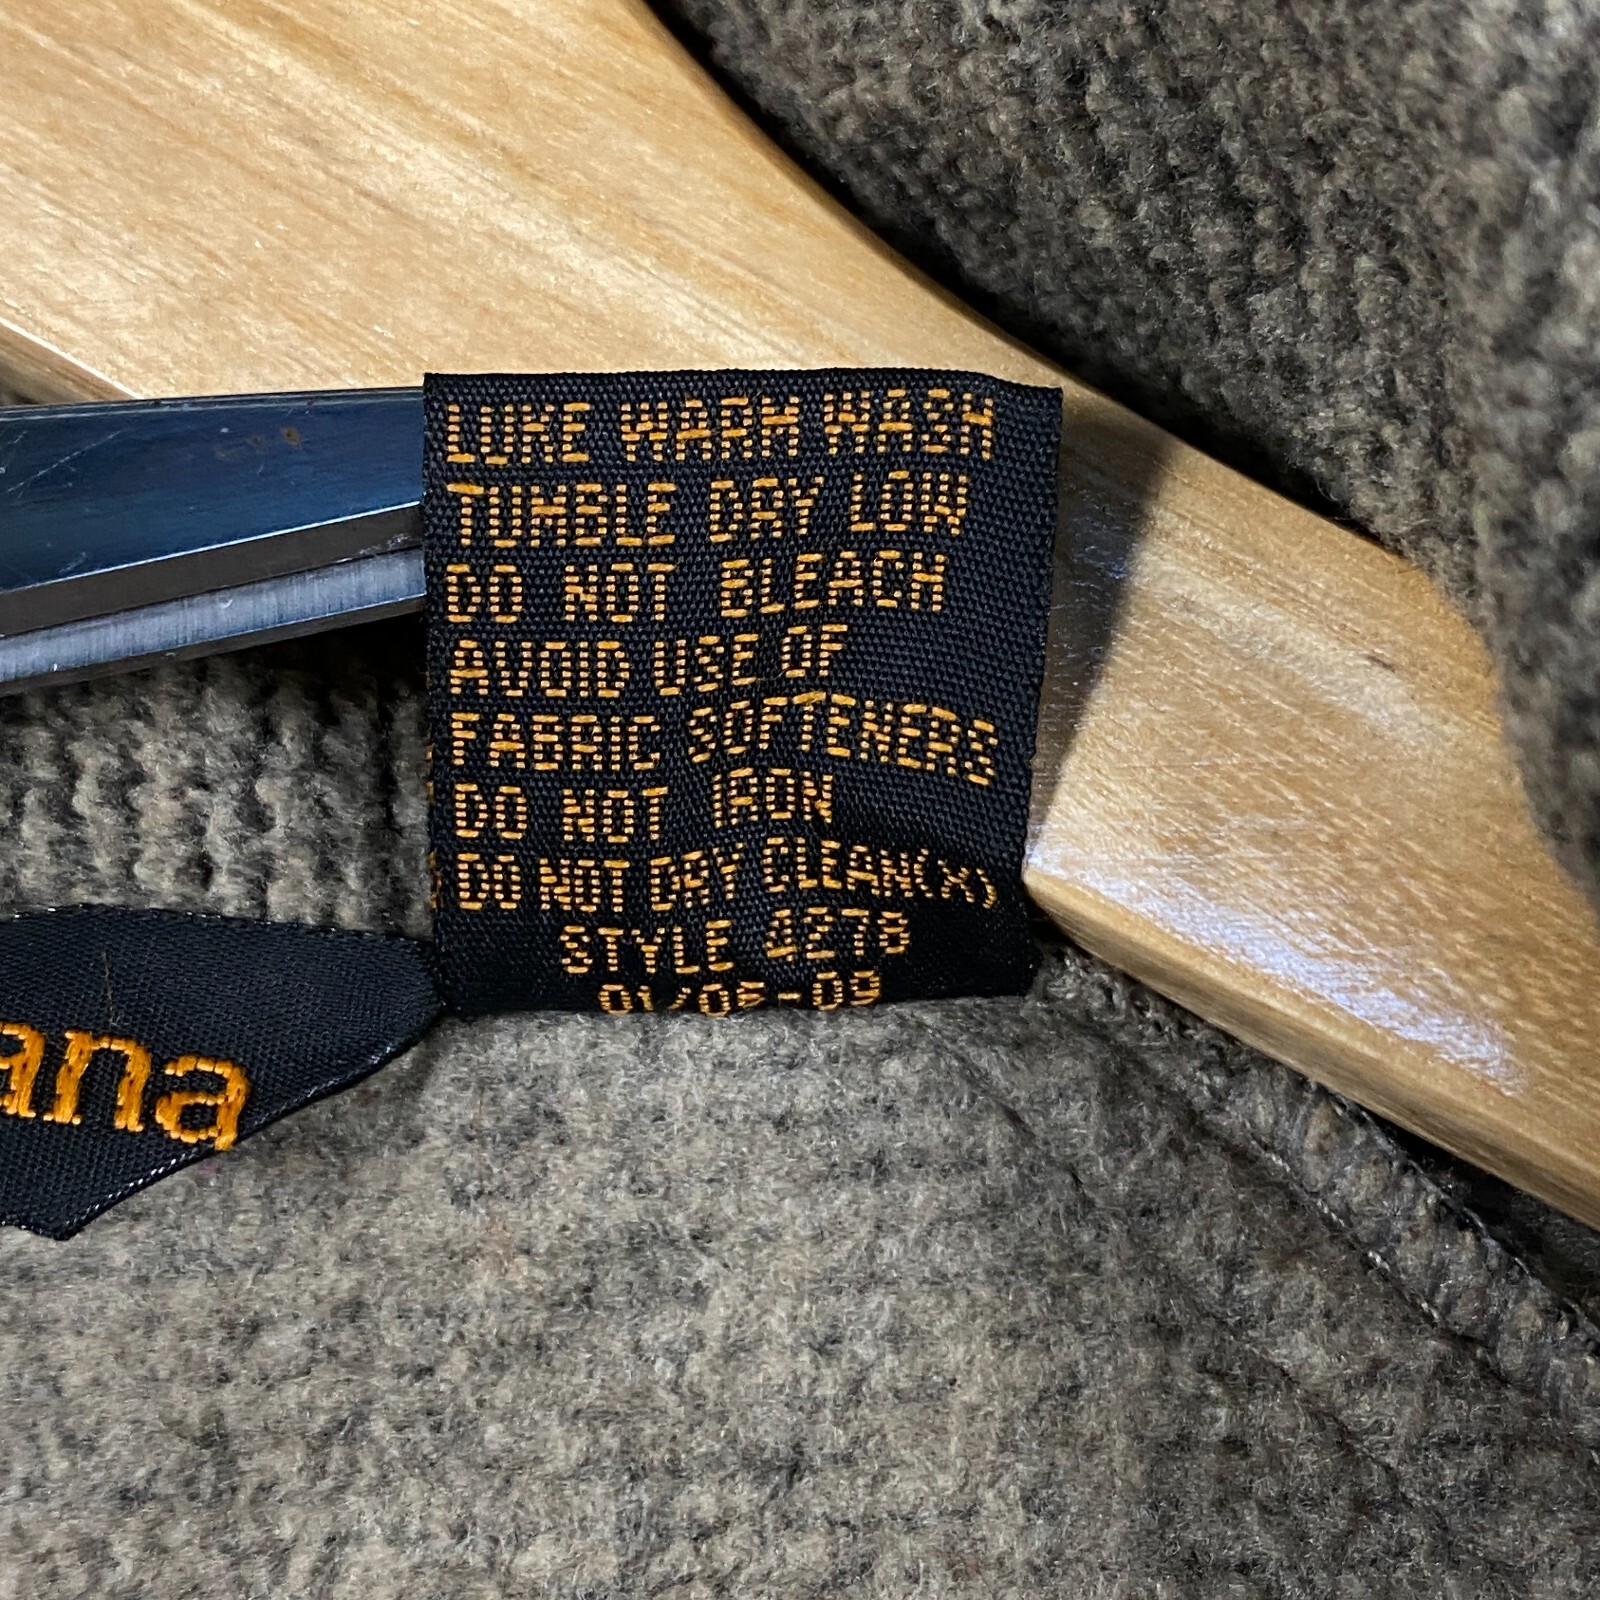 LUKE WARM WASH
TUMBLE DRY LOW
DO NOT BLEACH
AVOID USE OF
FABRIC SOFTENERS
DO NOT IRON
DO NOT DRY CLEAN(X)
STYLE 4278
ana